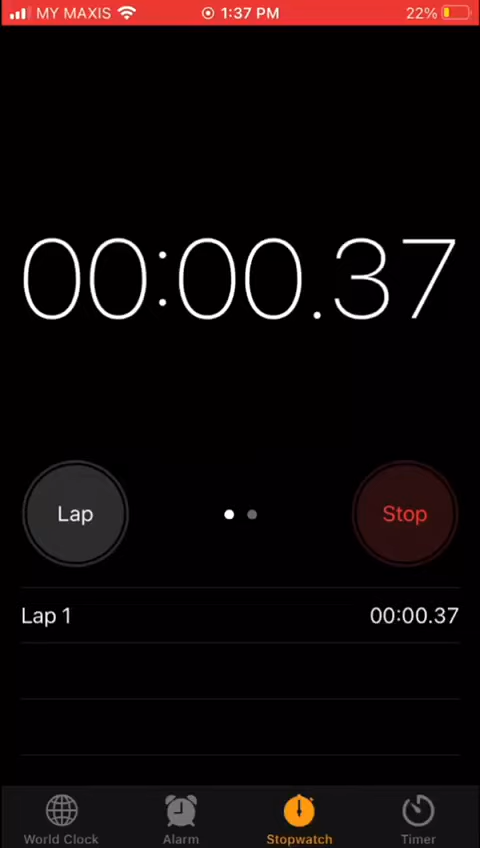 MY MAXIS 1:37 PM 22%
00:00.37
Lap Stop
Lap 1 00:00.37
World Clock Alarm Stopwatch Timer